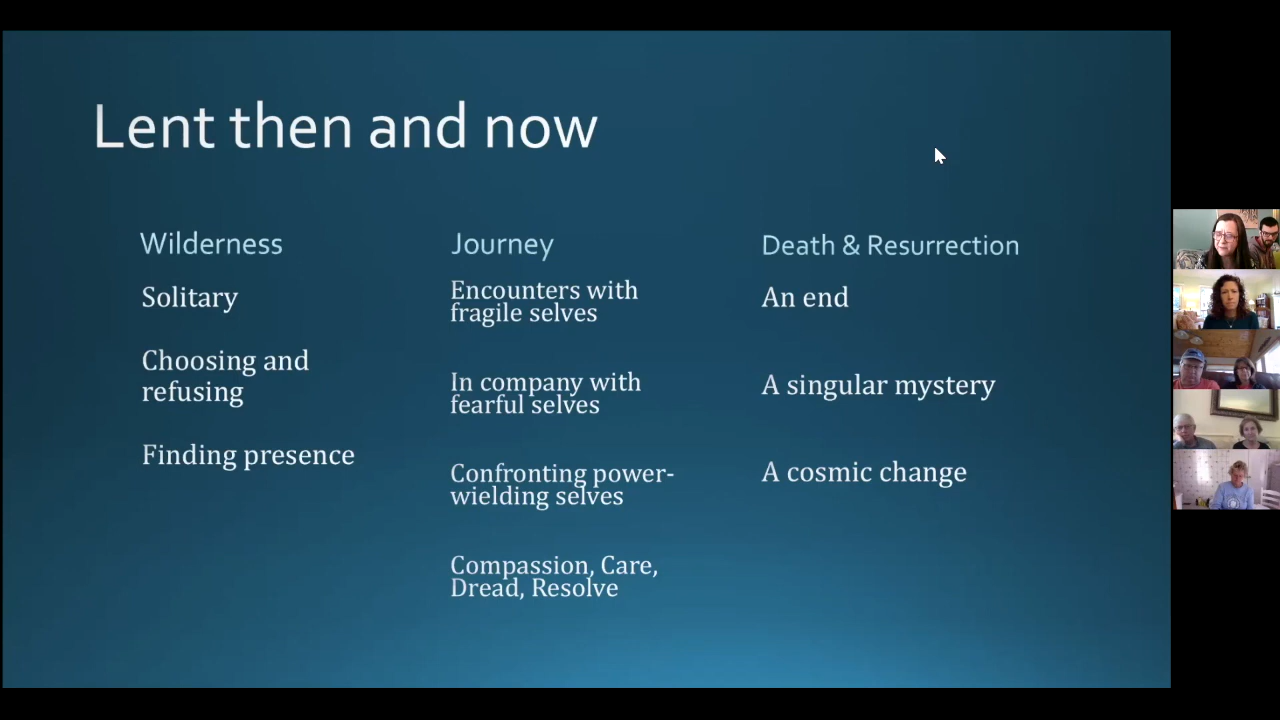 Lent then and now
Wilderness
Solitary
Choosing and
refusing
Finding presence
Journey
Encounters with
fragile selves
In company with
fearful selves
Confronting power-
wielding selves
Compassion, Care,
Dread, Resolve
Death & Resurrection
An end
A singular mystery
A cosmic change